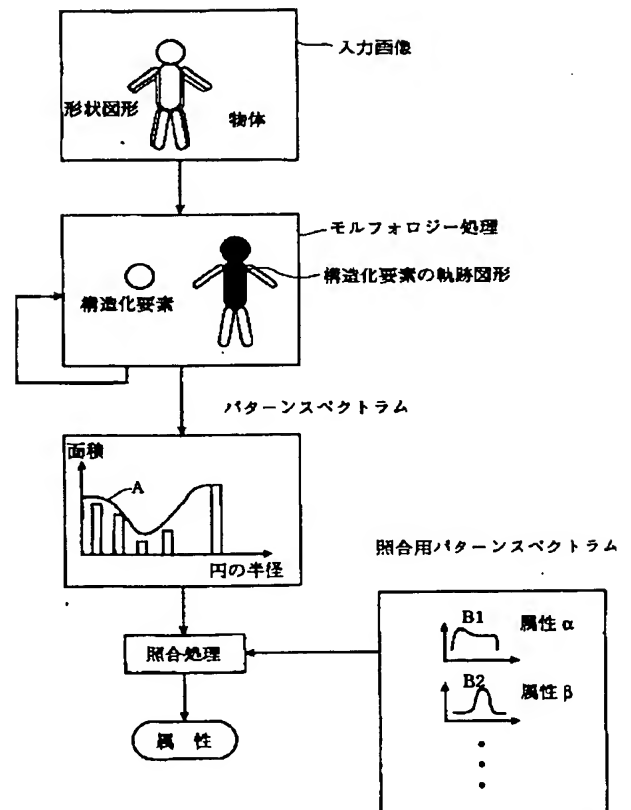 入力画像
形状図形
物体
モルフォロジー処理
構造化要素の軌跡図形
構造化要素
パターンスペクトラム
面積
A
円の半径
照合用パターンスペクトラム
B1
属性 α
照合処理
B2
属性 β
属 性